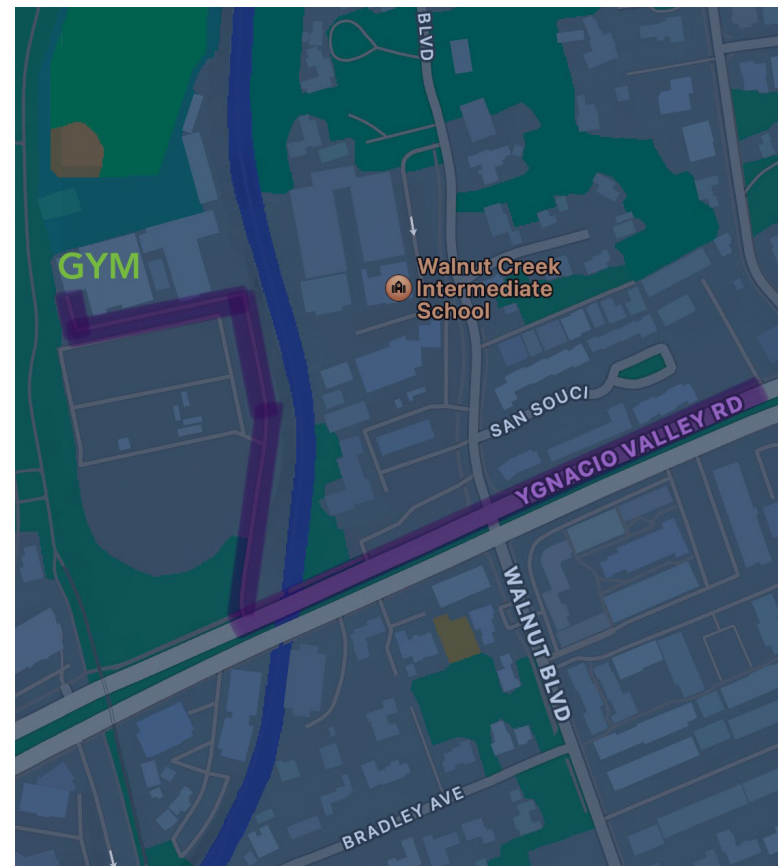 BLVD
GYM
Walnut Creek
Intermediate
School
SAN SOUCI
YGNACIO VALLEY RD
WALNUT BLVD
BRADLEY AVE